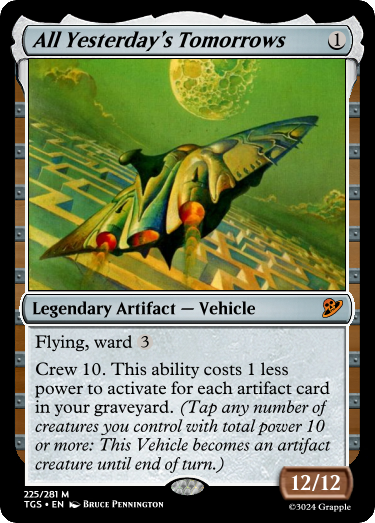 All Yesterday's Tomorrows 1
Legendary Artifact — Vehicle
Flying, ward 3
Crew 10. This ability costs 1 less
power to activate for each artifact card
in your graveyard. (Tap any number of
creatures you control with total power 10
or more: This Vehicle becomes an artifact
creature until end of turn.)
12/12
225/281 M
TGS • EN Bruce Pennington
©3024 Grapple